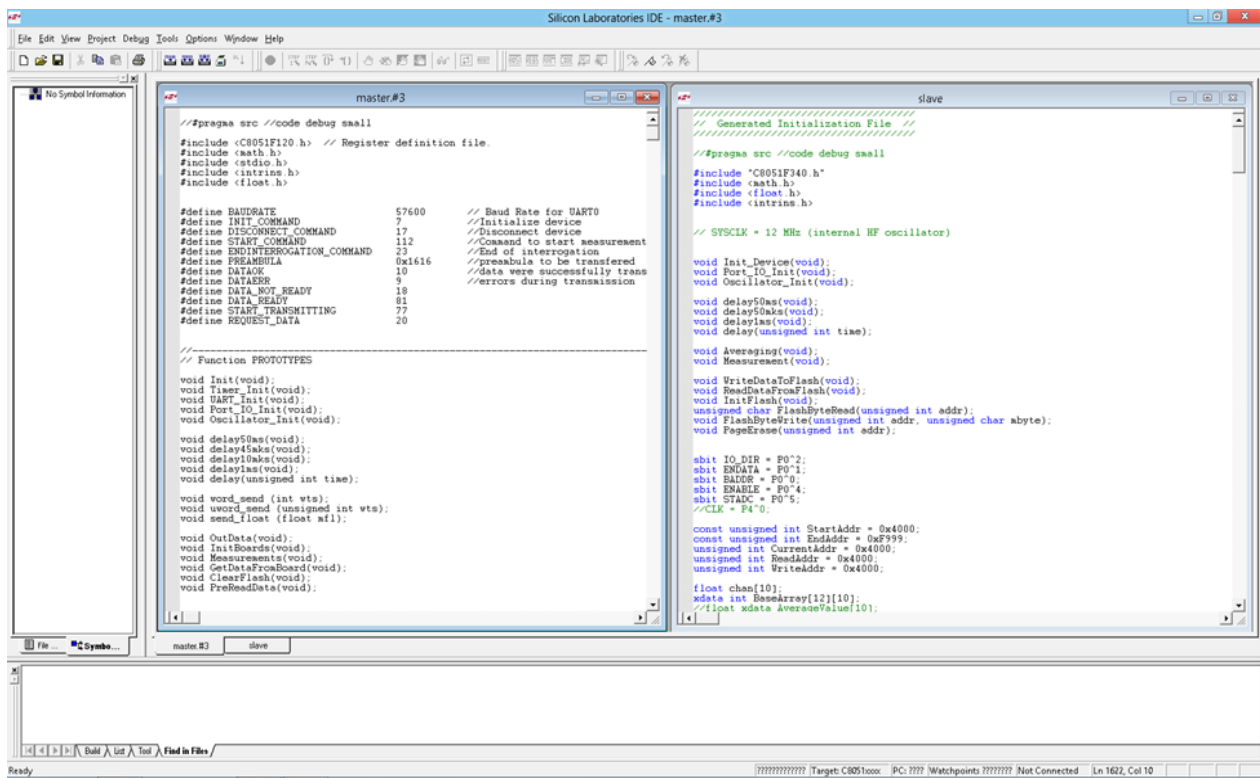 Silicon Laboratories IDE - master.#3
File Edit View Project Debug Tools Options Window Help
No Symbol Information
master.#3
//#pragma src //code debug small
#include <C8051F120.h> // Register definition file.
#include <math.h>
#include <stdio.h>
#include <intrins.h>
#include <float.h>
#define BAUDRATE 57600 // Baud Rate for UART0
#define INIT_COMMAND 7 //Initialize device
#define DISCONNECT_COMMAND 17 //Disconnect device
#define START_COMMAND 112 //Command to start measurement
#define ENDINTERROGATION_COMMAND 23 //End of interrogation
#define PREAMBULA 0x1616 //preambula to be transfered
#define DATAOK 10 //data were successfully trans
#define DATAERR 9 //errors during transmission
#define DATA_NOT_READY 18
#define DATA_READY 81
#define START_TRANSMITTING 77
#define REQUEST_DATA 20
//-----------------------------------------------------------------------------
// Function PROTOTYPES
void Init(void);
void Timer_Init(void);
void UART_Init(void);
void Port_IO_Init(void);
void Oscillator_Init(void);
void delay50ms(void);
void delay45mks(void);
void delay10mks(void);
void delay1ms(void);
void delay(unsigned int time);
void word_send (int wts);
void uword_send (unsigned int wts);
void send_float (float mfl);
void OutData(void);
void InitBoards(void);
void Measurements(void);
void GetDataFromBoard(void);
void ClearFlash(void);
void PreReadData(void);
slave
/////////////////////////////////////
// Generated Initialization File //
/////////////////////////////////////
//#pragma src //code debug small
#include "C8051F340.h"
#include <math.h>
#include <float.h>
#include <intrins.h>
// SYSCLK = 12 MHz (internal HF oscillator)
void Init_Device(void);
void Port_IO_Init(void);
void Oscillator_Init(void);
void delay50ms(void);
void delay50mks(void);
void delay1ms(void);
void delay(unsigned int time);
void Averaging(void);
void Measurement(void);
void WriteDataToFlash(void);
void ReadDataFromFlash(void);
void InitFlash(void);
unsigned char FlashByteRead(unsigned int addr);
void FlashByteWrite(unsigned int addr, unsigned char mbyte);
void PageErase(unsigned int addr);
sbit IO_DIR = P0^2;
sbit ENDATA = P0^1;
sbit BADDR = P0^0;
sbit ENABLE = P0^4;
sbit STADC = P0^5;
//CLK = P4^0;
const unsigned int StartAddr = 0x4000;
const unsigned int EndAddr = 0xF999;
unsigned int CurrentAddr = 0x4000;
unsigned int ReadAddr = 0x4000;
unsigned int WriteAddr = 0x4000;
float chan[10];
xdata int BaseArray[12][10];
//float xdata AverageValue[10];
File ... Symbo... master.#3 slave
Build List Tool Find in Files
Ready ????????????? Target: C8051xxxx PC: ???? Watchpoints ???????? Not Connected Ln 1622, Col 10